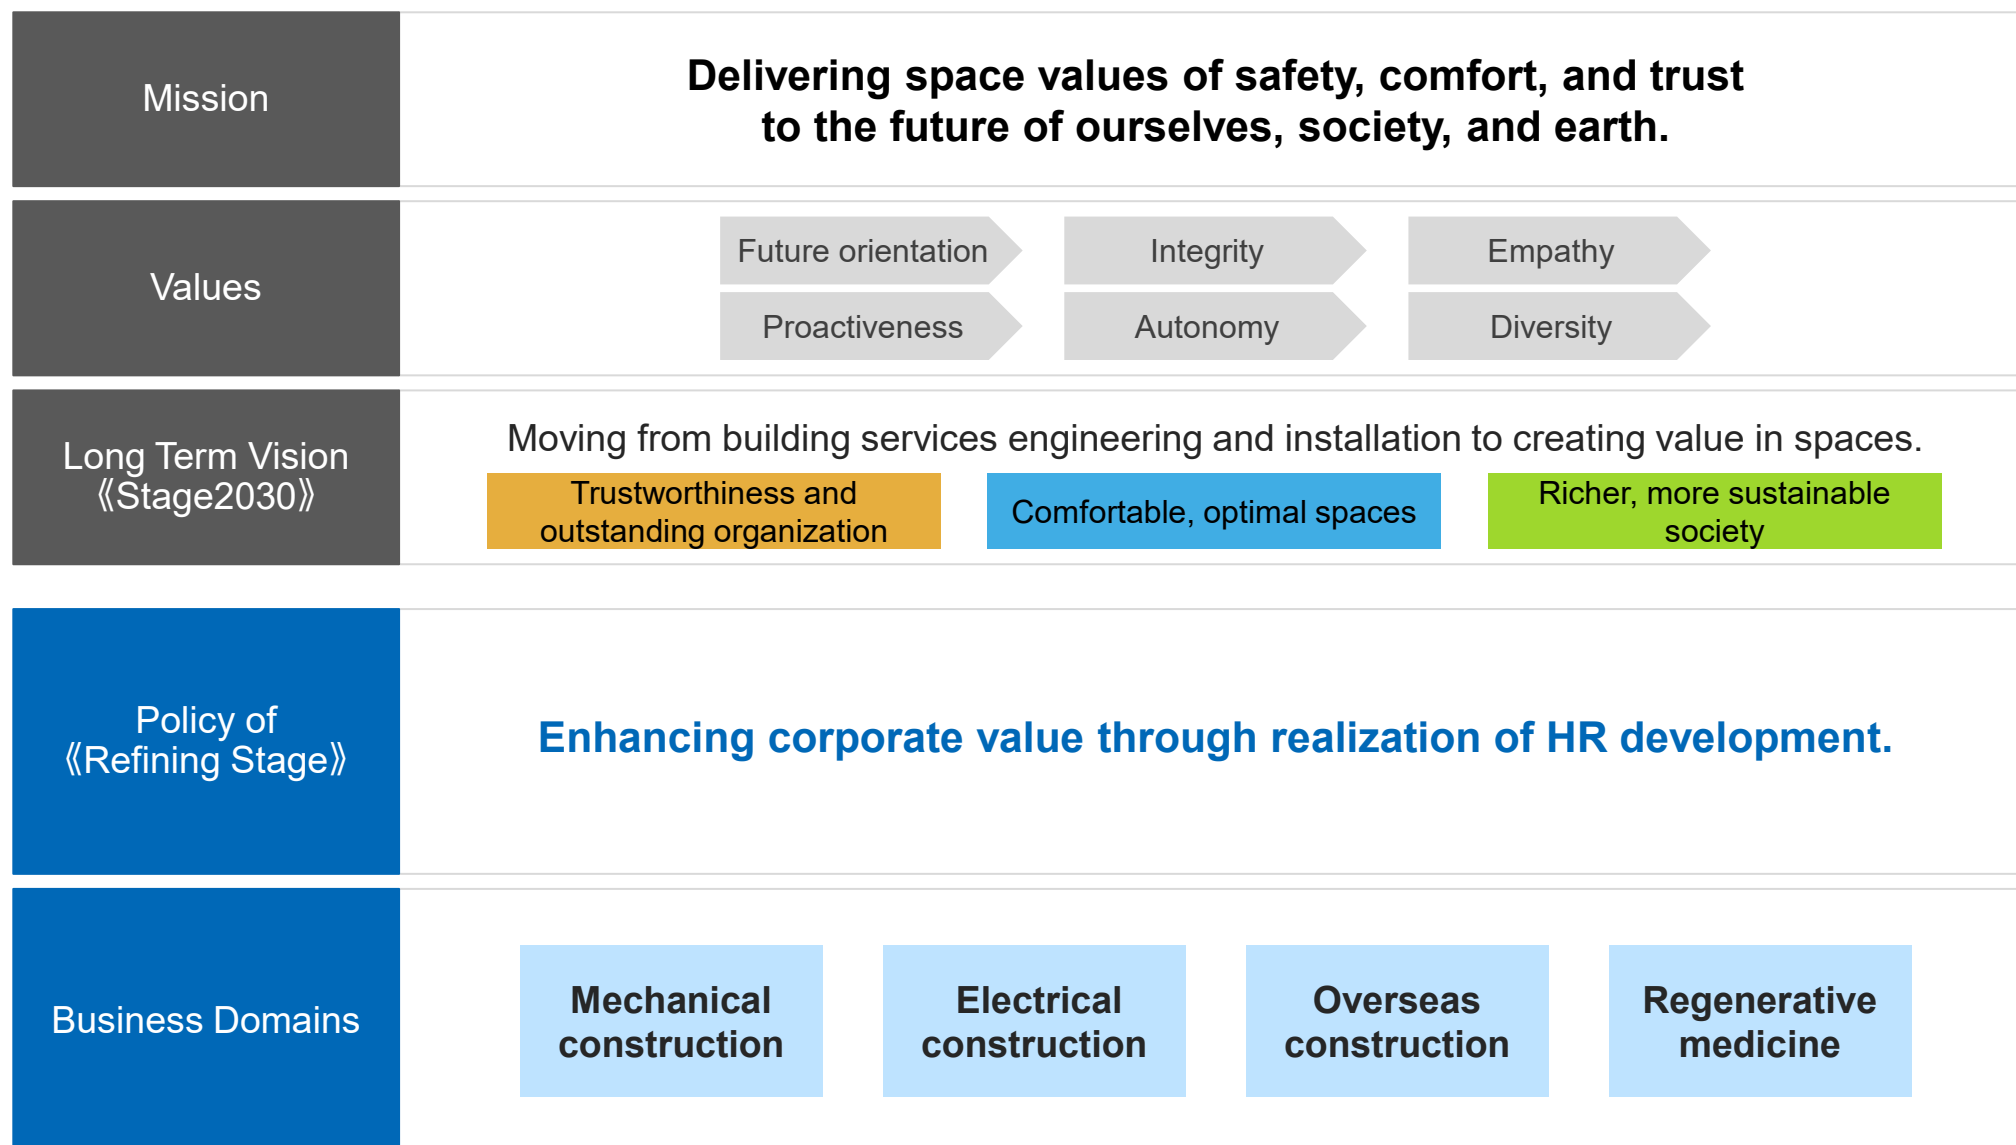 Mission
Delivering space values of safety, comfort, and trust
to the future of ourselves, society, and earth.
Values
Future orientation
Integrity
Empathy
Proactiveness
Autonomy
Diversity
Long Term Vision
《Stage2030》
Moving from building services engineering and installation to creating value in spaces.
Trustworthiness and
outstanding organization
Comfortable, optimal spaces
Richer, more sustainable
society
Policy of
《Refining Stage》
Enhancing corporate value through realization of HR development.
Business Domains
Mechanical
construction
Electrical
construction
Overseas
construction
Regenerative
medicine